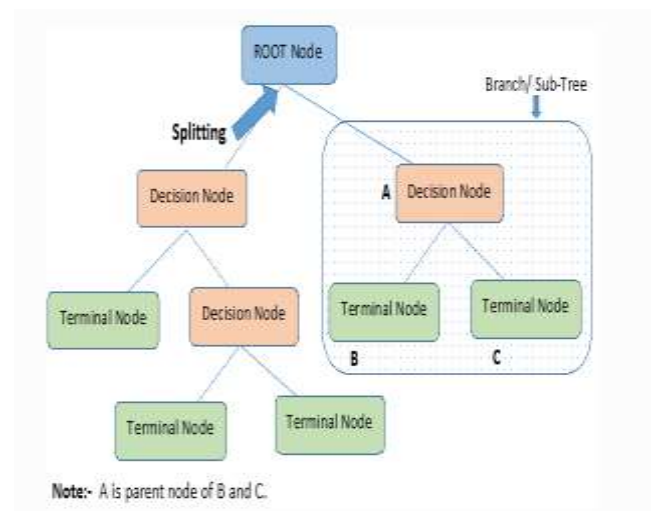 ROOT Node
Branch/ Sub-Tree
Splitting
Decision Node
A
Decision Node
Terminal Node
Decision Node
Terminal Node
Terminal Node
B
C
Terminal Node
Terminal Node
Note:- A is parent node of B and C.